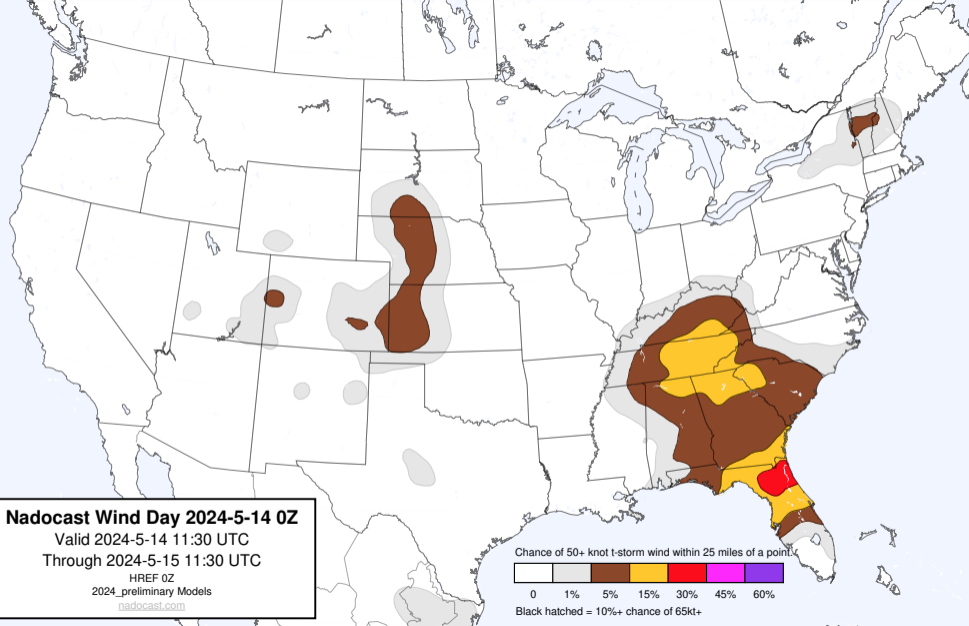 Nadocast Wind Day 2024-5-14 0Z
Valid 2024-5-14 11:30 UTC
Through 2024-5-15 11:30 UTC
HREF 0Z
2024_preliminary Models
nadocast.com
Chance of 50+ knot t-storm wind within 25 miles of a point.
0 1% 5% 15% 30% 45% 60%
Black hatched = 10%+ chance of 65kt+